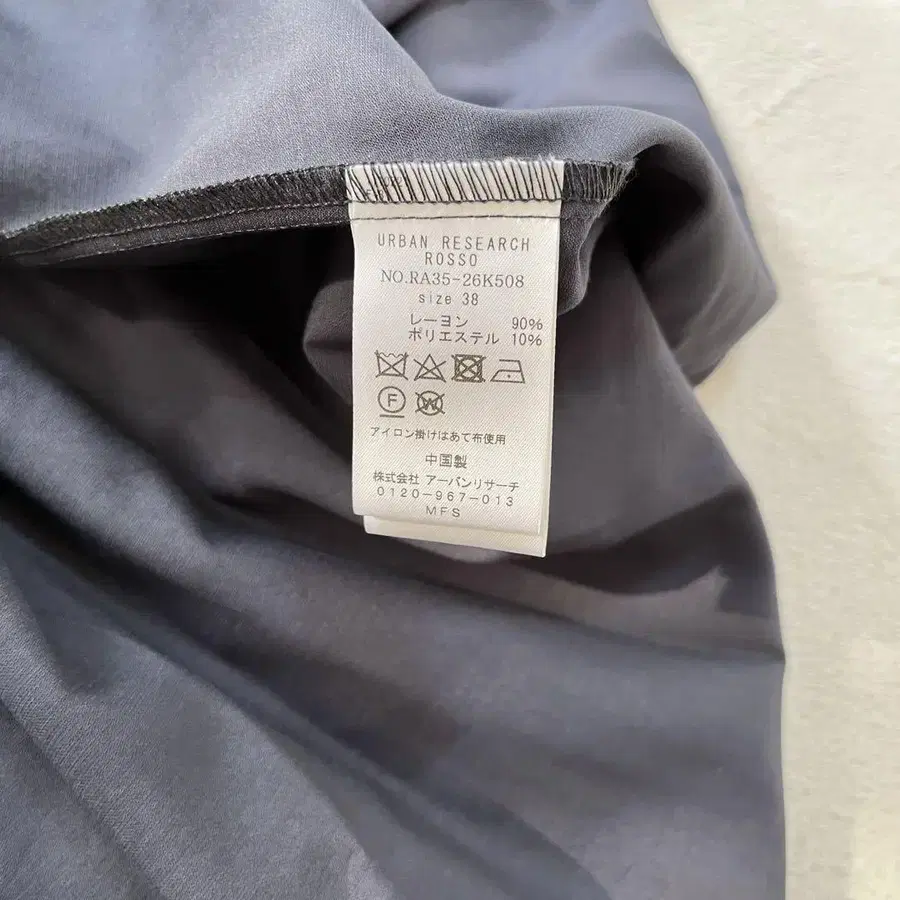 URBAN RESEARCH
ROSSO
NO.RA35-26K508
size 38
レーヨン 90%
ポリエステル 10%
F W
アイロン掛けはあて布使用
中国製
株式会社 アーバンリサーチ
0120-967-013
MFS